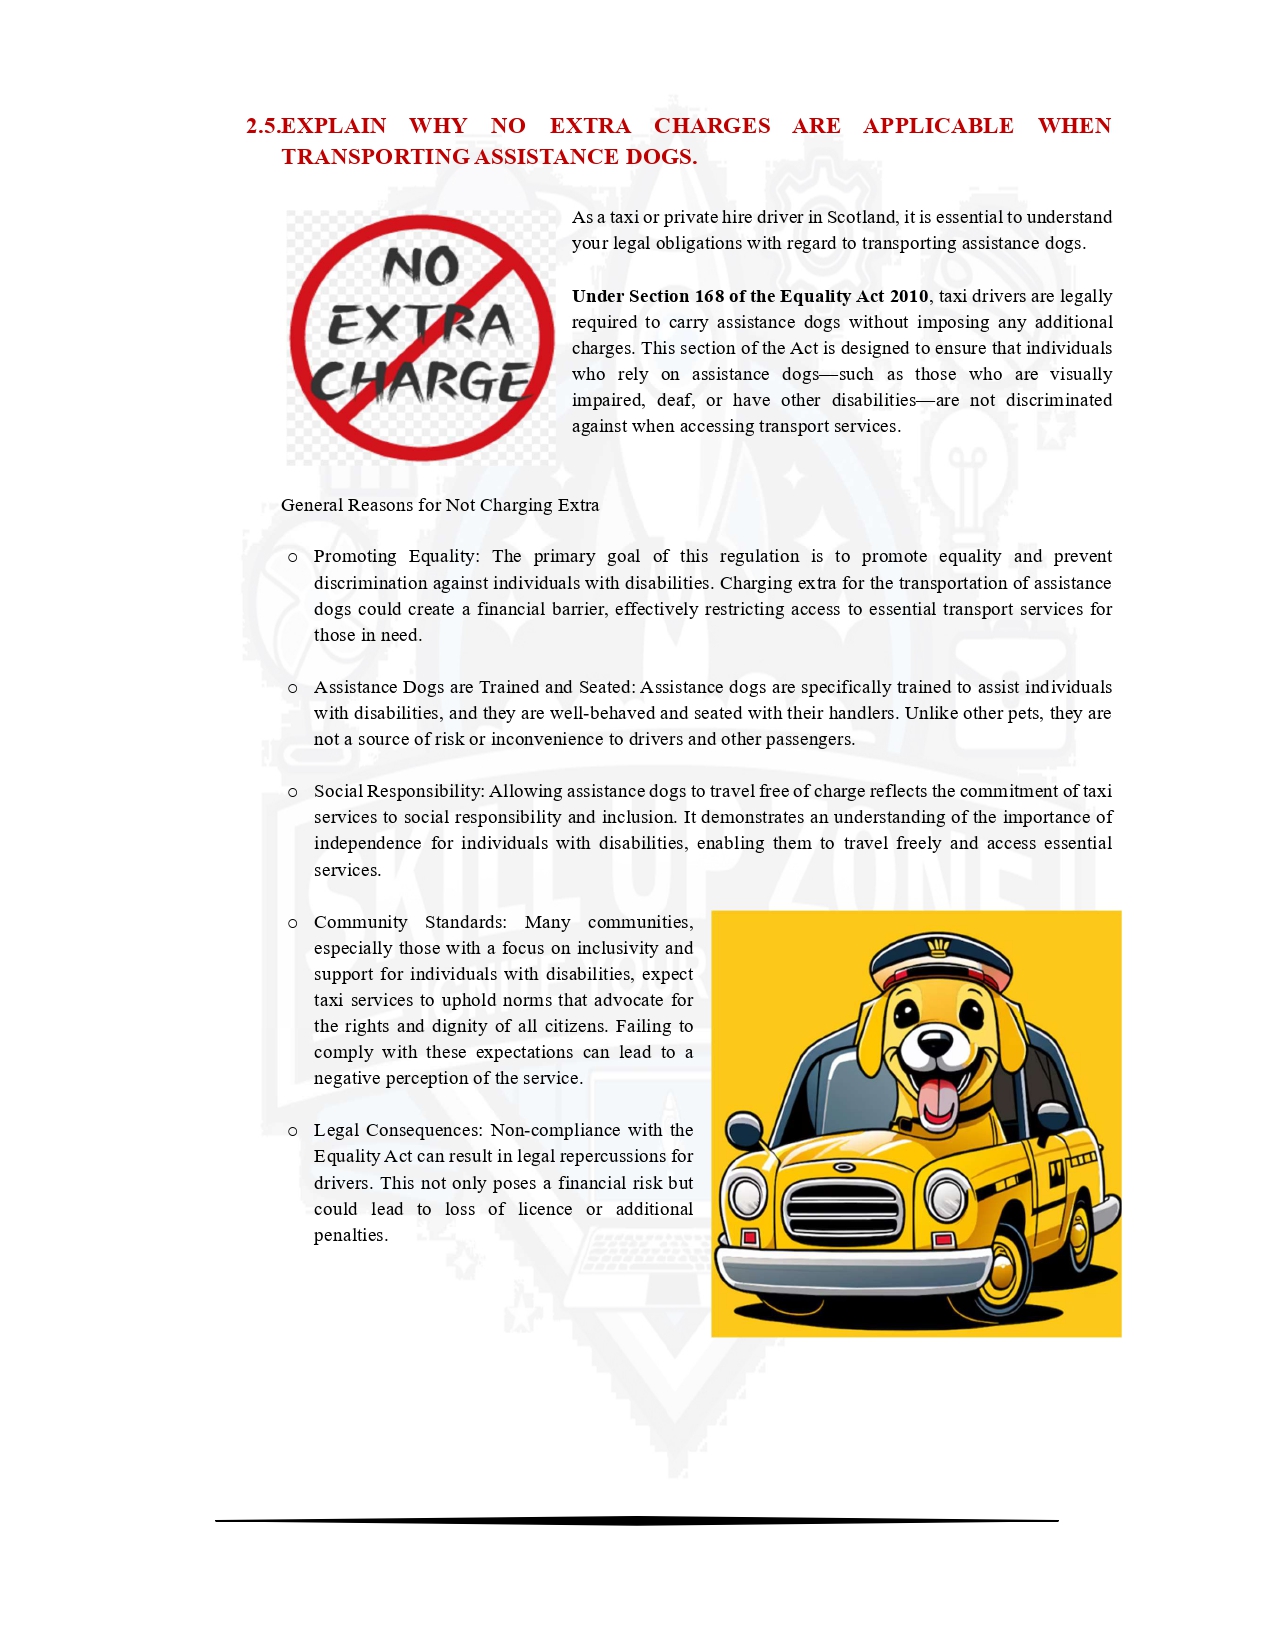 2.5.EXPLAIN WHY NO EXTRA CHARGES ARE APPLICABLE WHEN
TRANSPORTING ASSISTANCE DOGS.
NO
EXTRA
CHARGE
As a taxi or private hire driver in Scotland, it is essential to understand
your legal obligations with regard to transporting assistance dogs.
Under Section 168 of the Equality Act 2010, taxi drivers are legally
required to carry assistance dogs without imposing any additional
charges. This section of the Act is designed to ensure that individuals
who rely on assistance dogs—such as those who are visually
impaired, deaf, or have other disabilities—are not discriminated
against when accessing transport services.
General Reasons for Not Charging Extra
o Promoting Equality: The primary goal of this regulation is to promote equality and prevent
discrimination against individuals with disabilities. Charging extra for the transportation of assistance
dogs could create a financial barrier, effectively restricting access to essential transport services for
those in need.
o Assistance Dogs are Trained and Seated: Assistance dogs are specifically trained to assist individuals
with disabilities, and they are well-behaved and seated with their handlers. Unlike other pets, they are
not a source of risk or inconvenience to drivers and other passengers.
o Social Responsibility: Allowing assistance dogs to travel free of charge reflects the commitment of taxi
services to social responsibility and inclusion. It demonstrates an understanding of the importance of
independence for individuals with disabilities, enabling them to travel freely and access essential
services.
SKILL UP ZONE
IGNITE YOUR
o Community Standards: Many communities,
especially those with a focus on inclusivity and
support for individuals with disabilities, expect
taxi services to uphold norms that advocate for
the rights and dignity of all citizens. Failing to
comply with these expectations can lead to a
negative perception of the service.
o Legal Consequences: Non-compliance with the
Equality Act can result in legal repercussions for
drivers. This not only poses a financial risk but
could lead to loss of licence or additional
penalties.